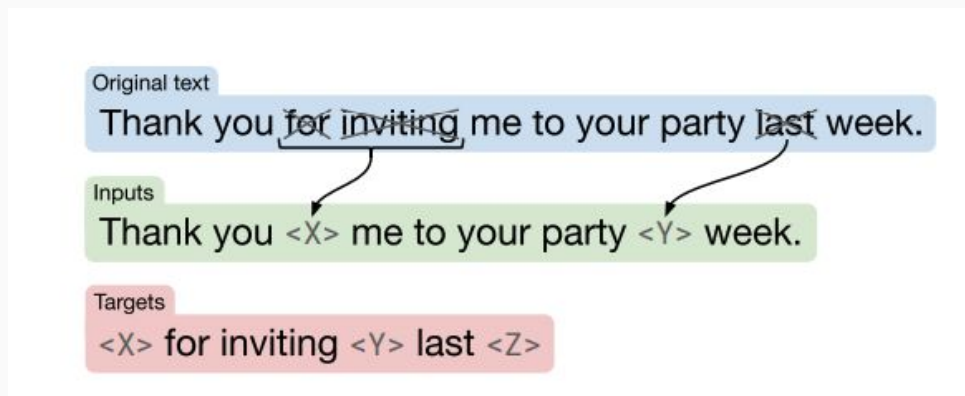 Original text
Thank you for inviting me to your party last week.
Inputs
Thank you <X> me to your party <Y> week.
Targets
<X> for inviting <Y> last <Z>